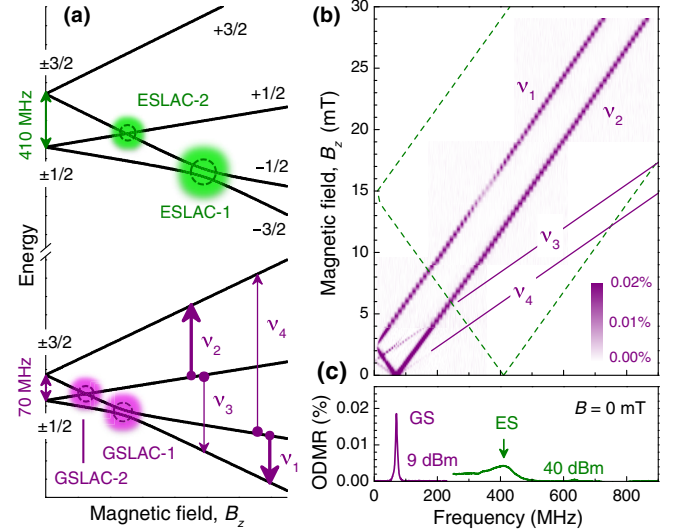 (a)
+3/2
±3/2
ESLAC-2
+1/2
410 MHz
±1/2
−1/2
ESLAC-1
−3/2
Energy
±3/2
ν4
ν2
70 MHz
ν3
±1/2
GSLAC-1
ν1
GSLAC-2
Magnetic field, Bz
(b)
30
25
20
15
10
5
0
Magnetic field, Bz (mT)
ν1
ν2
ν3
ν4
0.02%
0.01%
0.00%
(c)
B = 0 mT
0.02
0.01
0.00
ODMR (%)
GS
ES
9 dBm
40 dBm
0 200 400 600 800
Frequency (MHz)